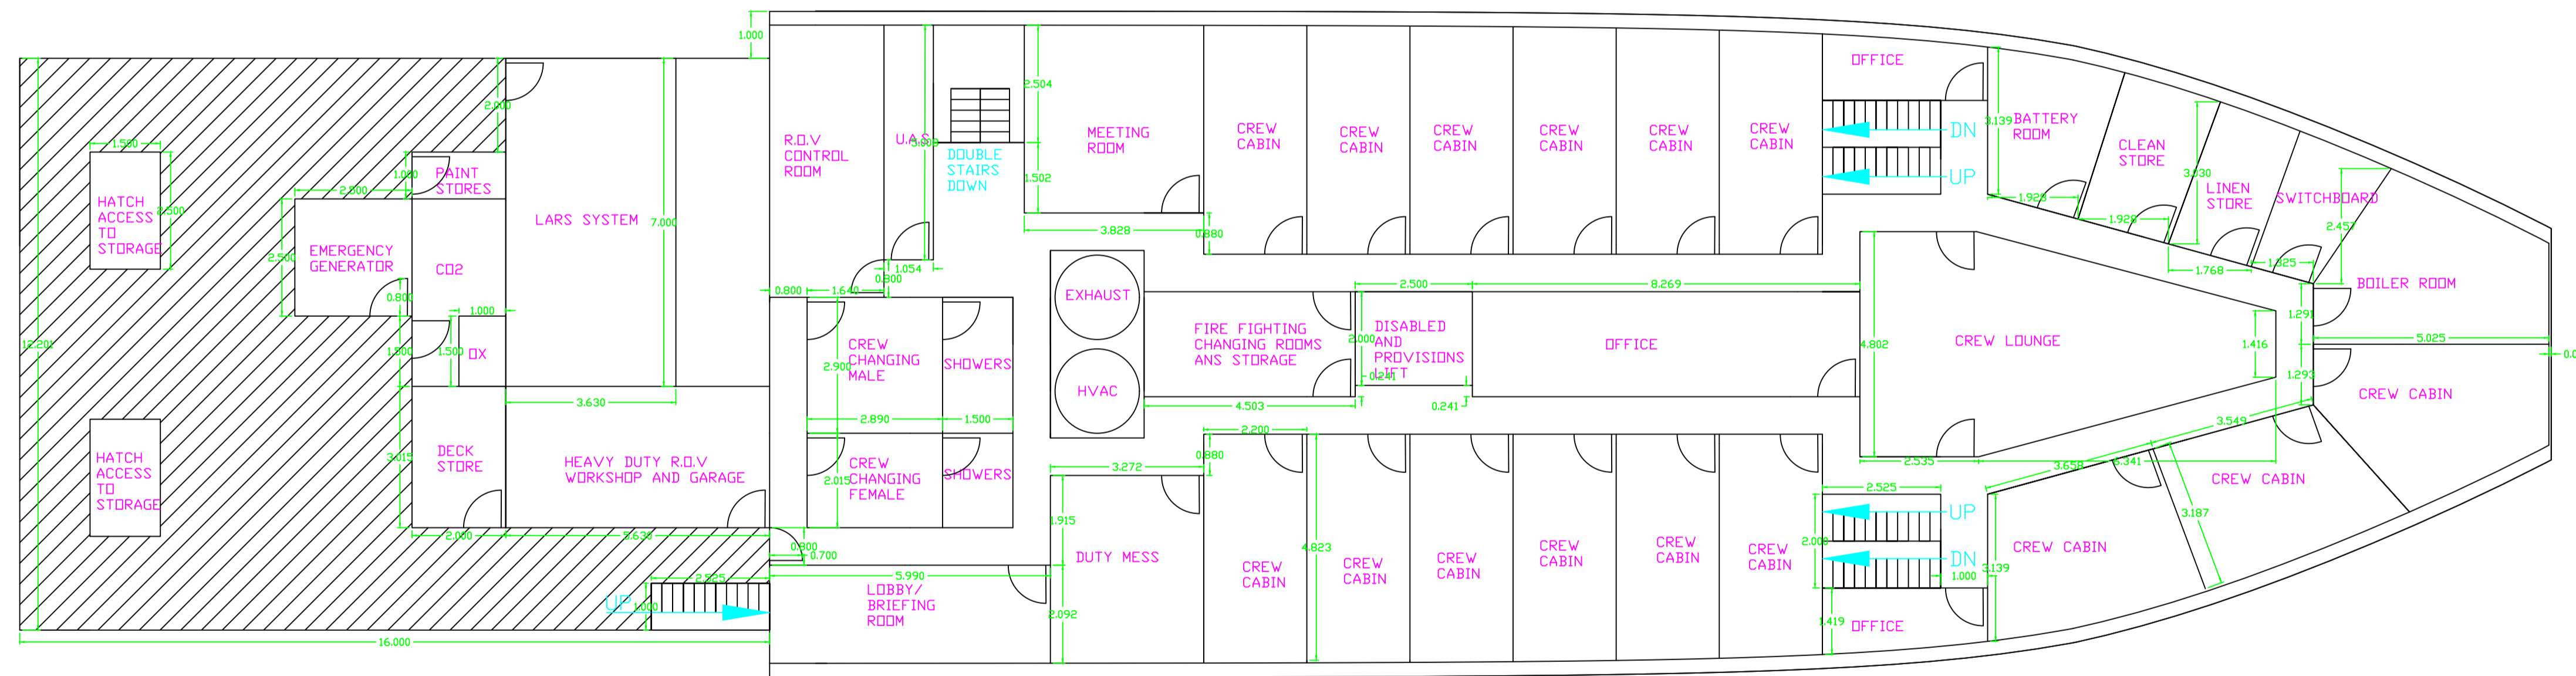 1.000
2.000
12.201
1.500
HATCH
ACCESS
TO
STORAGE
2.500
2.500
PAINT
STORES
1.000
EMERGENCY
GENERATOR
2.500
CO2
0.800
1.000
OX
1.500
1.500
LARS SYSTEM
7.000
3.630
HATCH
ACCESS
TO
STORAGE
DECK
STORE
3.015
HEAVY DUTY R.O.V
WORKSHOP AND GARAGE
2.000
5.630
2.525
UP
1.000
16.000
R.O.V
CONTROL
ROOM
U.A.S
DOUBLE
STAIRS
DOWN
2.504
1.502
MEETING
ROOM
3.828
0.880
1.054
0.800
0.800
1.640
CREW
CHANGING
MALE
2.900
SHOWERS
2.890
1.500
CREW
CHANGING
FEMALE
2.015
SHOWERS
0.800
0.700
5.990
LOBBY/
BRIEFING
ROOM
EXHAUST
HVAC
3.272
1.915
2.092
DUTY MESS
CREW
CABIN
CREW
CABIN
CREW
CABIN
CREW
CABIN
CREW
CABIN
CREW
CABIN
FIRE FIGHTING
CHANGING ROOMS
ANS STORAGE
4.503
2.500
2.000
DISABLED
AND
PROVISIONS
LIFT
0.241
0.241
8.269
OFFICE
2.200
0.880
4.823
CREW
CABIN
CREW
CABIN
CREW
CABIN
CREW
CABIN
CREW
CABIN
CREW
CABIN
OFFICE
DN
UP
3.139
BATTERY
ROOM
1.928
CLEAN
STORE
1.928
3.030
LINEN
STORE
1.768
SWITCHBOARD
1.325
2.457
BOILER ROOM
1.291
5.025
CREW LOUNGE
4.802
1.416
1.293
CREW CABIN
3.549
3.658
2.535
2.525
UP
DN
2.000
1.000
3.139
1.419
OFFICE
CREW CABIN
3.187
CREW CABIN